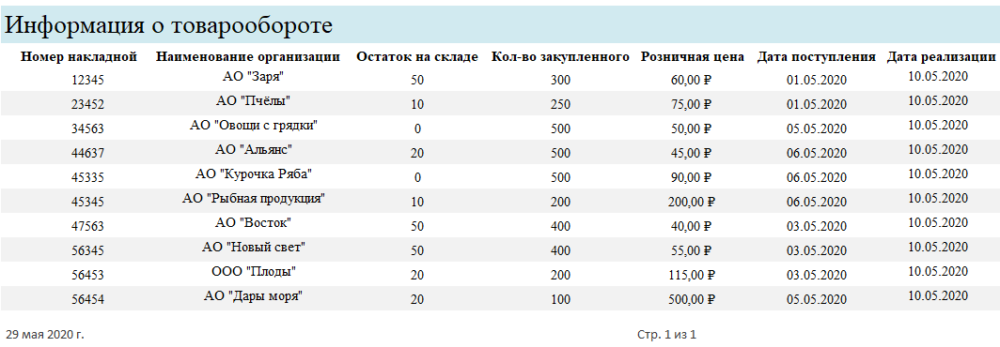 Информация о товарообороте
Номер накладной Наименование организации Остаток на складе Кол-во закупленного Розничная цена Дата поступления Дата реализации
12345 АО "Заря" 50 300 60,00 ₽ 01.05.2020 10.05.2020
23452 АО "Пчёлы" 10 250 75,00 ₽ 01.05.2020 10.05.2020
34563 АО "Овощи с грядки" 0 500 50,00 ₽ 05.05.2020 10.05.2020
44637 АО "Альянс" 20 500 45,00 ₽ 06.05.2020 10.05.2020
45335 АО "Курочка Ряба" 0 500 90,00 ₽ 06.05.2020 10.05.2020
45345 АО "Рыбная продукция" 10 200 200,00 ₽ 06.05.2020 10.05.2020
47563 АО "Восток" 50 400 40,00 ₽ 03.05.2020 10.05.2020
56345 АО "Новый свет" 50 400 55,00 ₽ 03.05.2020 10.05.2020
56453 ООО "Плоды" 20 200 115,00 ₽ 03.05.2020 10.05.2020
56454 АО "Дары моря" 20 100 500,00 ₽ 05.05.2020 10.05.2020
29 мая 2020 г. Стр. 1 из 1